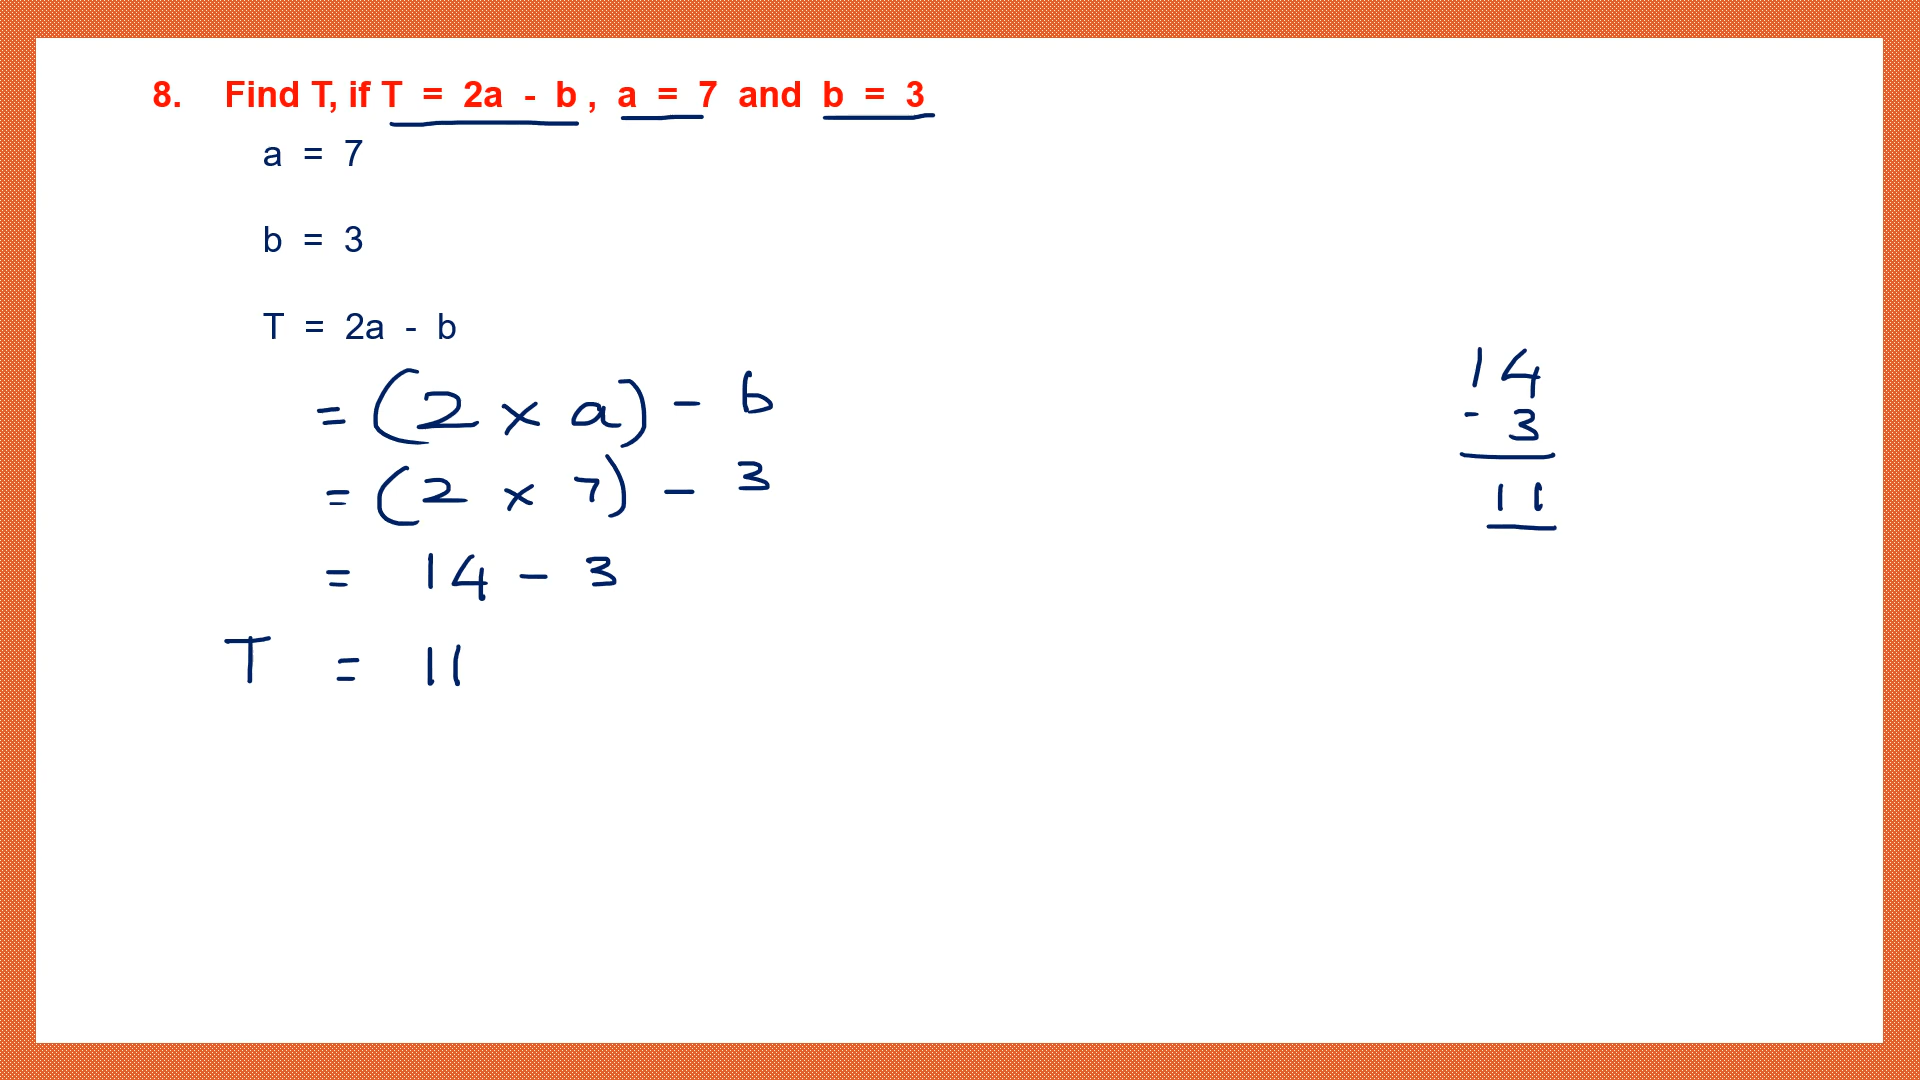 8. Find T, if T = 2a - b , a = 7 and b = 3
a = 7
b = 3
T = 2a - b
= (2 × a) - b
= (2 × 7) - 3
= 14 - 3
T = 11
14
- 3
11